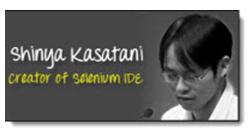 Shinya Kasatani
Creator of Selenium IDE